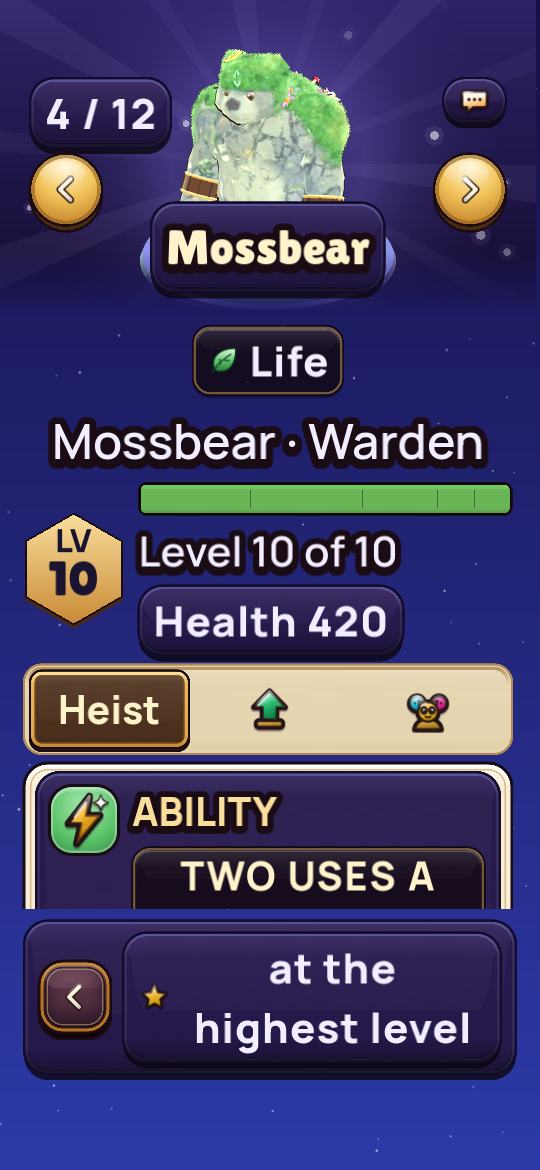 4 / 12
Mossbear
Life
Mossbear · Warden
LV
10
Level 10 of 10
Health 420
Heist
ABILITY
TWO USES A
at the
highest level